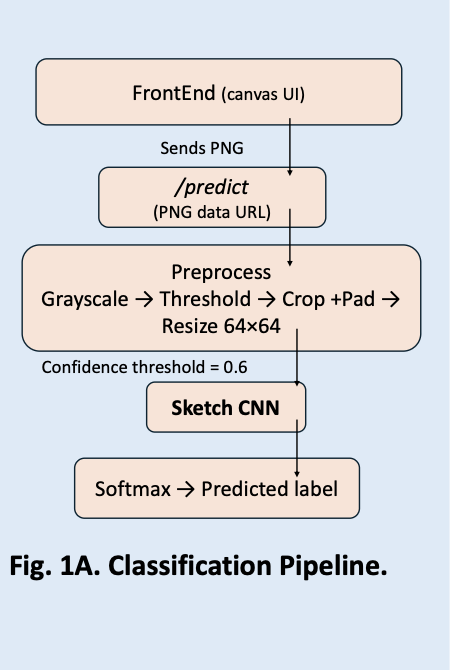 FrontEnd (canvas UI)
Sends PNG
/predict
(PNG data URL)
Preprocess
Grayscale → Threshold → Crop +Pad →
Resize 64×64
Confidence threshold = 0.6
Sketch CNN
Softmax → Predicted label
Fig. 1A. Classification Pipeline.